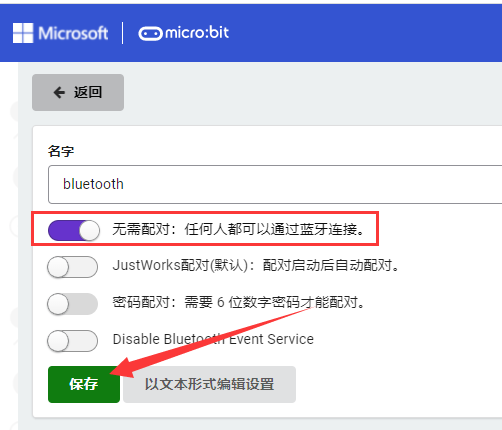 Microsoft micro:bit
返回
名字
bluetooth
无需配对：任何人都可以通过蓝牙连接。
JustWorks配对(默认)：配对启动后自动配对。
密码配对：需要 6 位数字密码才能配对。
Disable Bluetooth Event Service
保存 以文本形式编辑设置